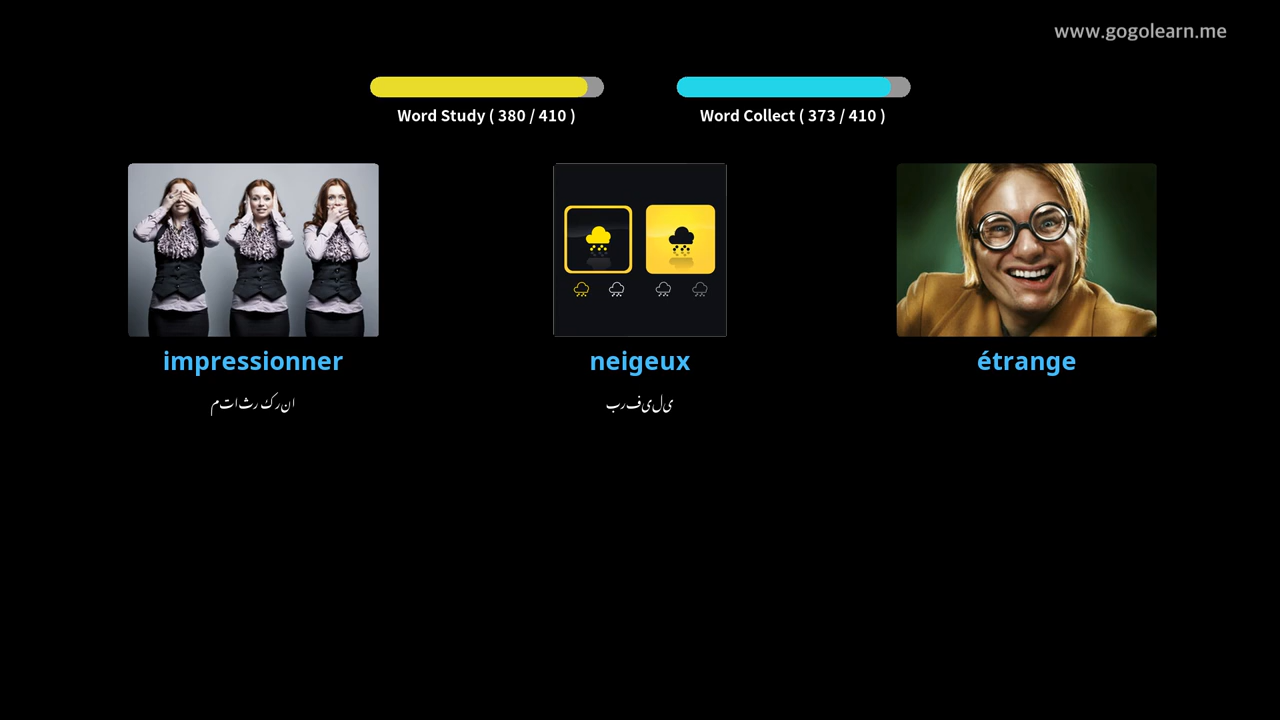 www.gogolearn.me
Word Study ( 380 / 410 )
Word Collect ( 373 / 410 )
impressionner
neigeux
étrange
متاثر کرنا
برفیلی